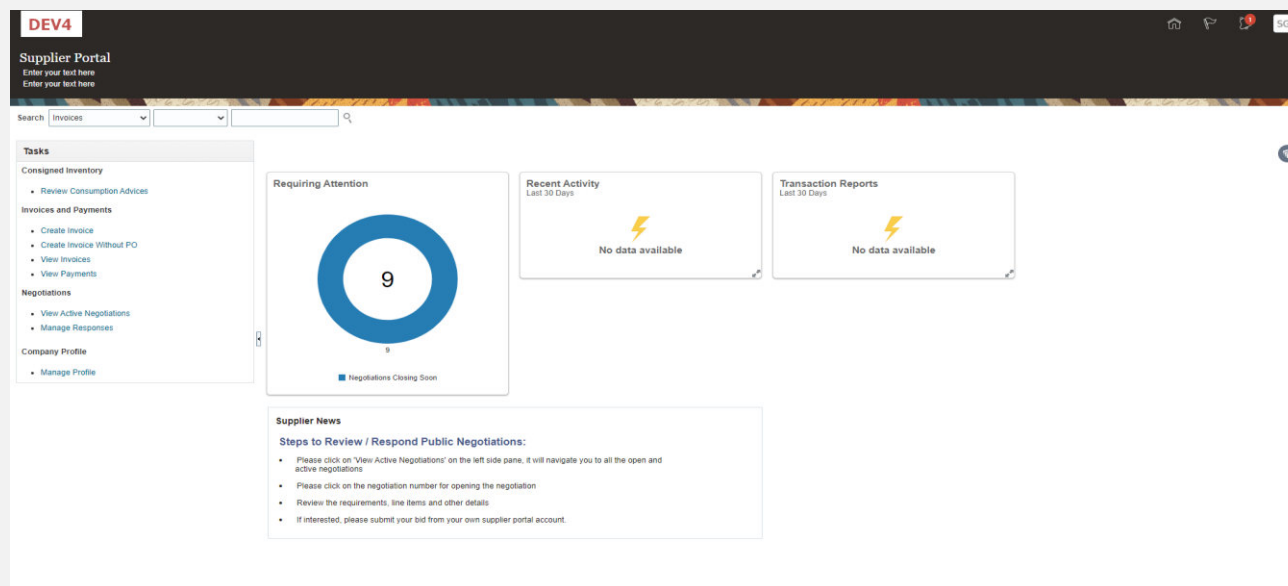 DEV4
1
Supplier Portal
Enter your text here
Enter your text here
Search Invoices
Tasks
Consigned Inventory
Review Consumption Advices
Invoices and Payments
Create Invoice
Create Invoice Without PO
View Invoices
View Payments
Negotiations
View Active Negotiations
Manage Responses
Company Profile
Manage Profile
Requiring Attention
9
9
Negotiations Closing Soon
Recent Activity
Last 30 Days
No data available
Transaction Reports
Last 30 Days
No data available
Supplier News
Steps to Review / Respond Public Negotiations:
Please click on 'View Active Negotiations' on the left side pane, it will navigate you to all the open and
active negotiations
Please click on the negotiation number for opening the negotiation
Review the requirements, line items and other details
If interested, please submit your bid from your own supplier portal account.